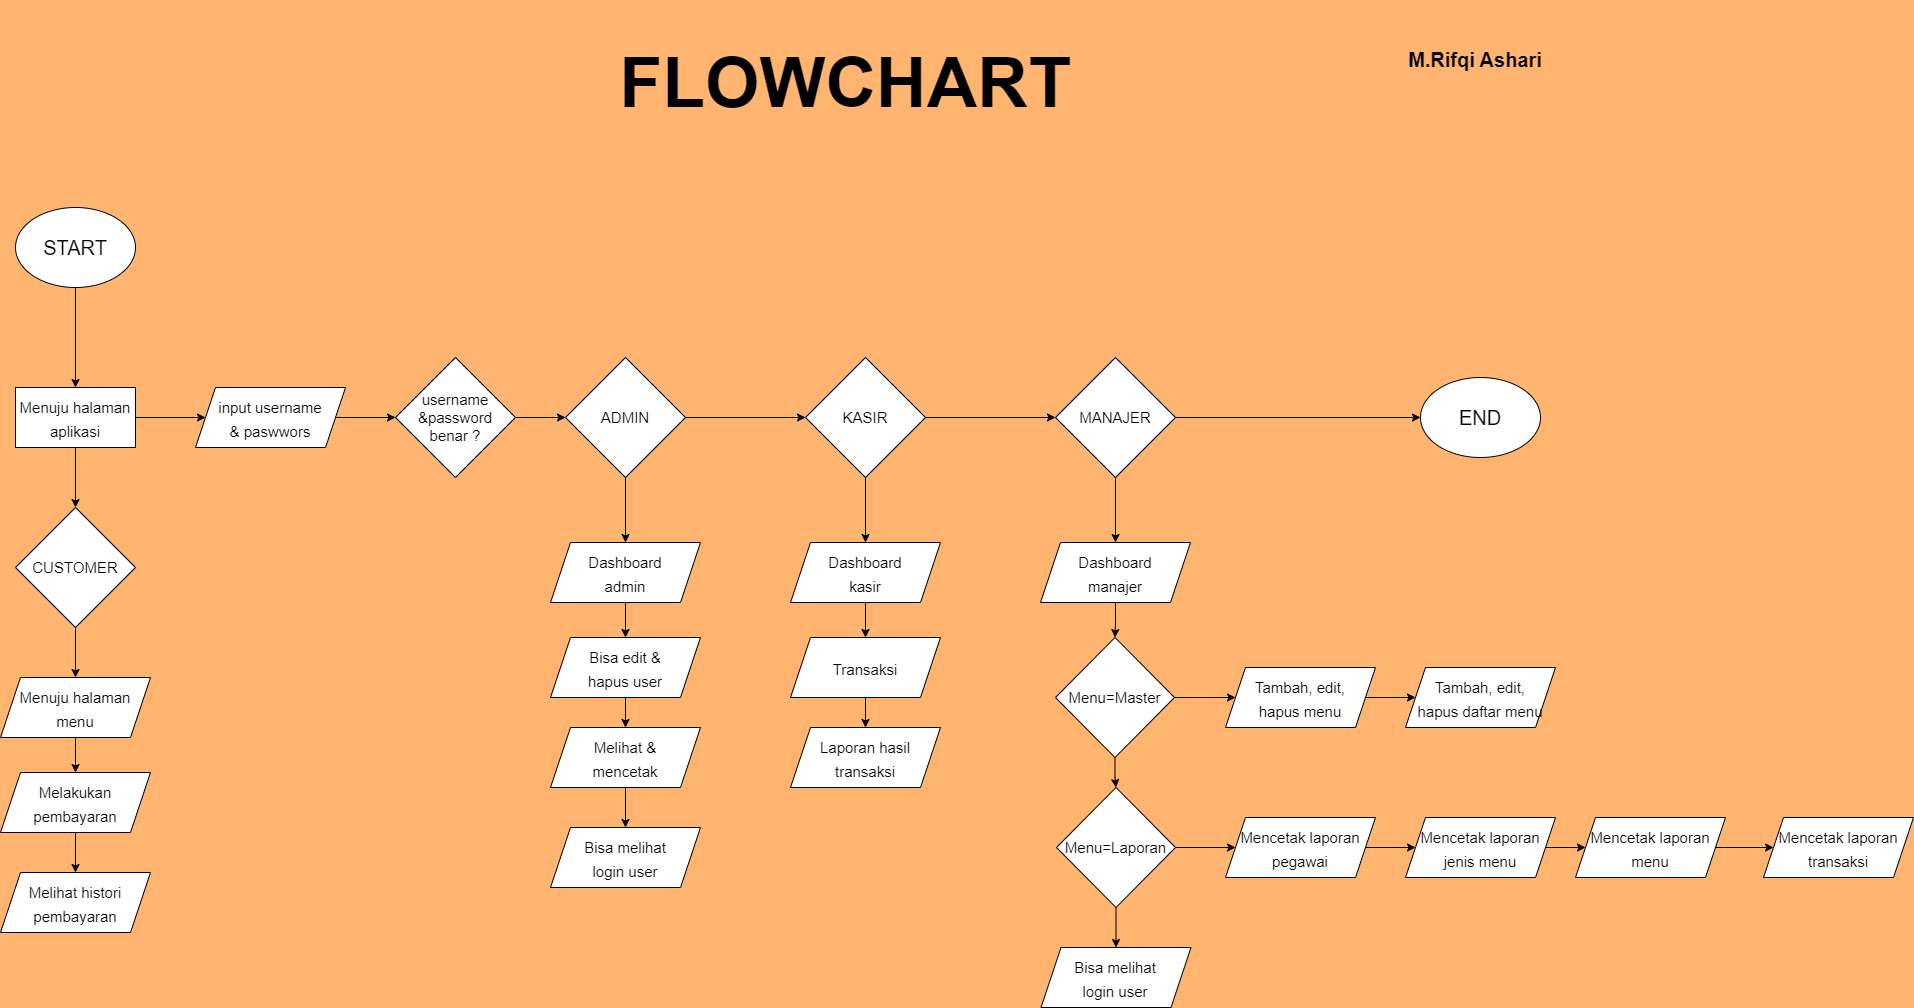 FLOWCHART
M.Rifqi Ashari
START
Menuju halaman
aplikasi
input username
& paswwors
username
&password
benar ?
ADMIN
KASIR
MANAJER
END
CUSTOMER
Menuju halaman
menu
Melakukan
pembayaran
Melihat histori
pembayaran
Dashboard
admin
Bisa edit &
hapus user
Melihat &
mencetak
Bisa melihat
login user
Dashboard
kasir
Transaksi
Laporan hasil
transaksi
Dashboard
manajer
Menu=Master
Tambah, edit,
hapus menu
Tambah, edit,
hapus daftar menu
Menu=Laporan
Mencetak laporan
pegawai
Mencetak laporan
jenis menu
Mencetak laporan
menu
Mencetak laporan
transaksi
Bisa melihat
login user